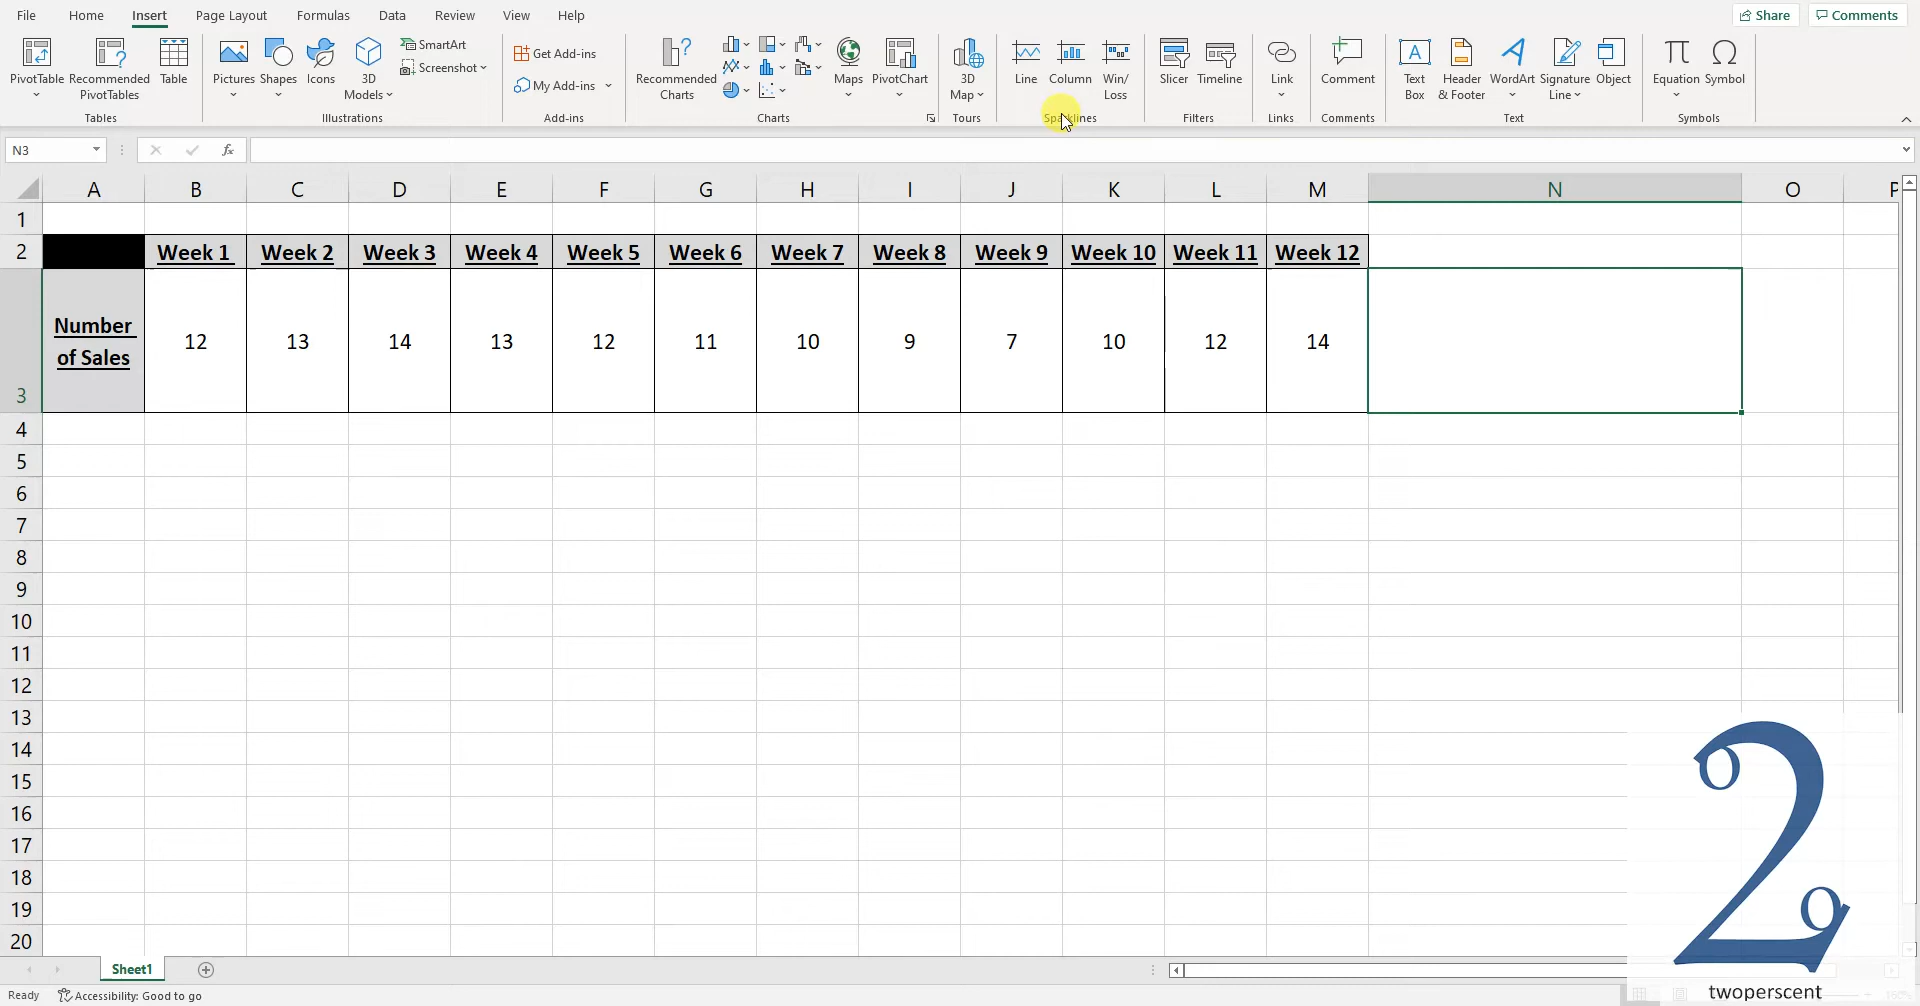 File Home Insert Page Layout Formulas Data Review View Help Share Comments
PivotTable Recommended PivotTables Table Pictures Shapes Icons 3D Models SmartArt Screenshot Get Add-ins My Add-ins Recommended Charts Maps PivotChart 3D Map Line Column Win/Loss Slicer Timeline Link Comment Text Box Header & Footer WordArt Signature Line Object Equation Symbol
Tables Illustrations Add-ins Charts Tours Sparklines Filters Links Comments Text Symbols
N3 fx
A B C D E F G H I J K L M N O P
1
2 Week 1 Week 2 Week 3 Week 4 Week 5 Week 6 Week 7 Week 8 Week 9 Week 10 Week 11 Week 12
Number
of Sales 12 13 14 13 12 11 10 9 7 10 12 14
3
4
5
6
7
8
9
10
11
12
13
14
15
16
17
18
19
20
Sheet1
Ready Accessibility: Good to go
twoperscent